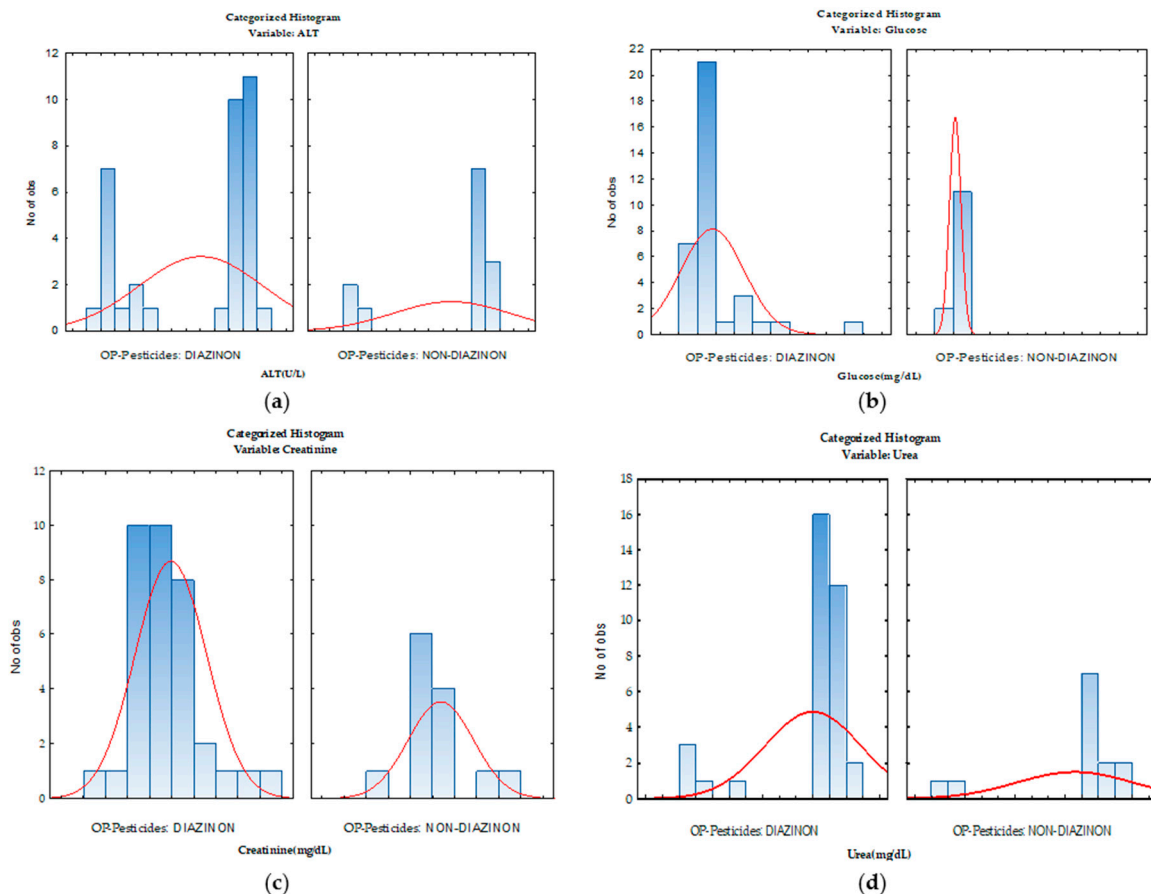 Categorized Histogram
Variable: ALT
12
10
8
6
4
2
0
No of obs
OP-Pesticides: DIAZINON
OP-Pesticides: NON-DIAZINON
ALT(U/L)
(a)
Categorized Histogram
Variable: Glucose
22
20
18
16
14
12
10
8
6
4
2
0
No of obs
OP-Pesticides: DIAZINON
OP-Pesticides: NON-DIAZINON
Glucose(mg/dL)
(b)
Categorized Histogram
Variable: Creatinine
12
10
8
6
4
2
0
No of obs
OP-Pesticides: DIAZINON
OP-Pesticides: NON-DIAZINON
Creatinine(mg/dL)
(c)
Categorized Histogram
Variable: Urea
18
16
14
12
10
8
6
4
2
0
No of obs
OP-Pesticides: DIAZINON
OP-Pesticides: NON-DIAZINON
Urea(mg/dL)
(d)